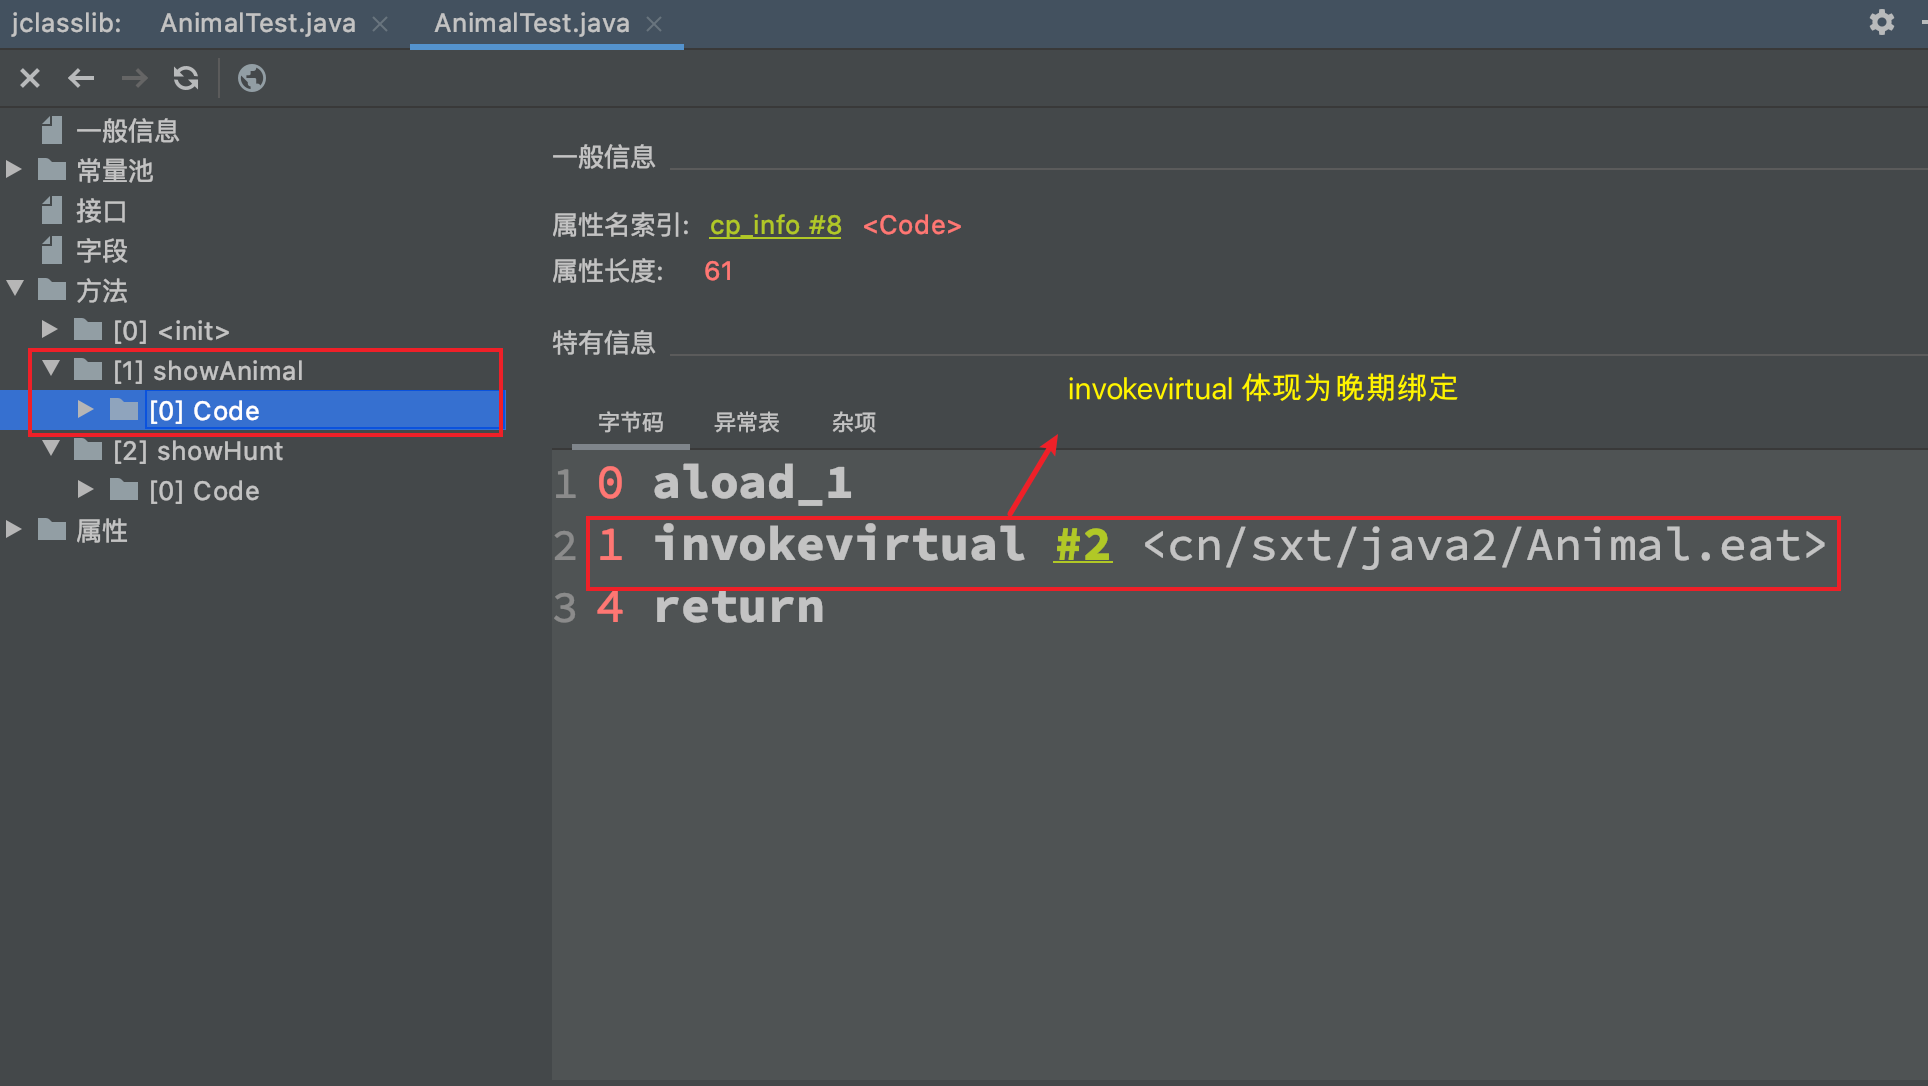 jclasslib: AnimalTest.java AnimalTest.java
一般信息
常量池
接口
字段
方法
[0] <init>
[1] showAnimal
[0] Code
[2] showHunt
[0] Code
属性
一般信息
属性名索引: cp_info #8 <Code>
属性长度: 61
特有信息
invokevirtual 体现为晚期绑定
字节码 异常表 杂项
1 0 aload_1
2 1 invokevirtual #2 <cn/sxt/java2/Animal.eat>
3 4 return